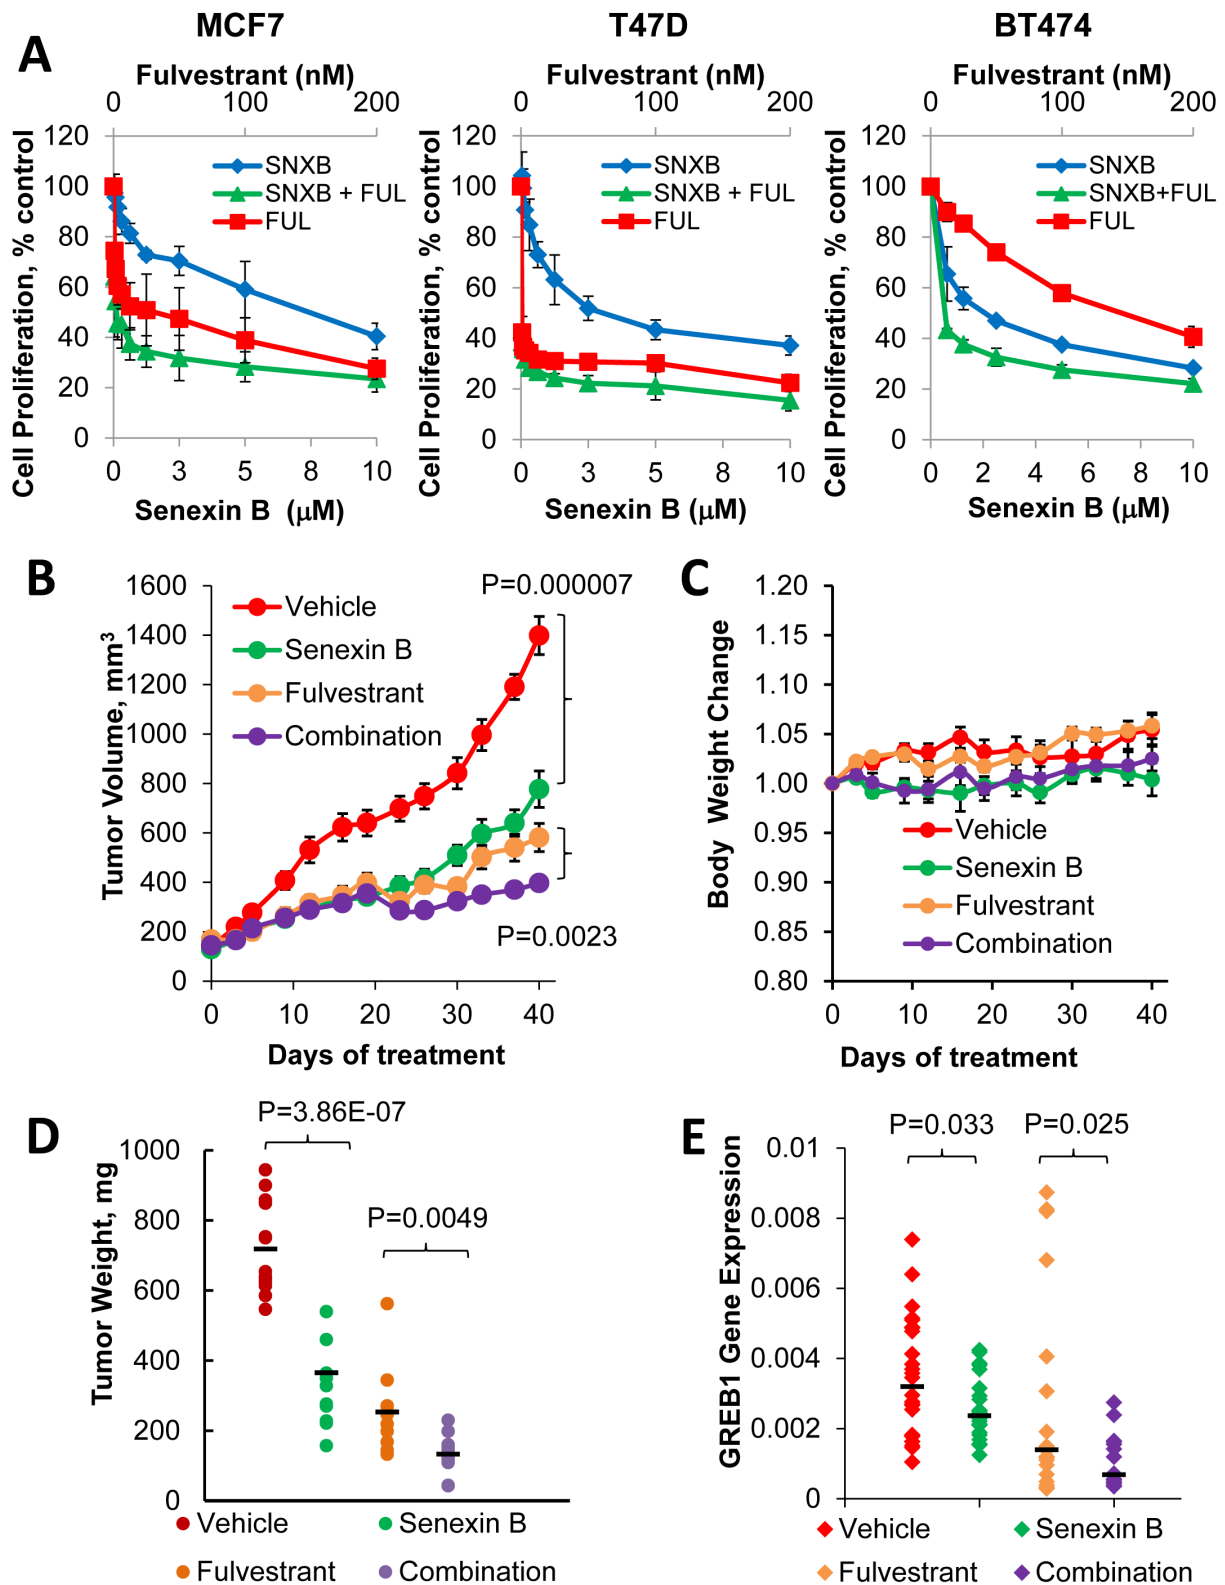 MCF7 T47D BT474
A
Fulvestrant (nM) Fulvestrant (nM) Fulvestrant (nM)
0 100 200 0 100 200 0 100 200
Cell Proliferation, % control
120
100
80
60
40
20
0
SNXB
SNXB + FUL
FUL
0 3 5 8 10
Senexin B (μM)
Cell Proliferation, % control
120
100
80
60
40
20
0
SNXB
SNXB + FUL
FUL
0 3 5 8 10
Senexin B (μM)
Cell Proliferation, % control
120
100
80
60
40
20
0
SNXB
SNXB+FUL
FUL
0 2 4 6 8 10
Senexin B (μM)
B
Tumor Volume, mm³
1600
1400
1200
1000
800
600
400
200
0
Vehicle
Senexin B
Fulvestrant
Combination
P=0.000007
P=0.0023
0 10 20 30 40
Days of treatment
C
Body Weight Change
1.20
1.15
1.10
1.05
1.00
0.95
0.90
0.85
0.80
Vehicle
Senexin B
Fulvestrant
Combination
0 10 20 30 40
Days of treatment
D
P=3.86E-07
P=0.0049
Tumor Weight, mg
1000
800
600
400
200
0
Vehicle Senexin B
Fulvestrant Combination
E
P=0.033 P=0.025
GREB1 Gene Expression
0.01
0.008
0.006
0.004
0.002
0
Vehicle Senexin B
Fulvestrant Combination